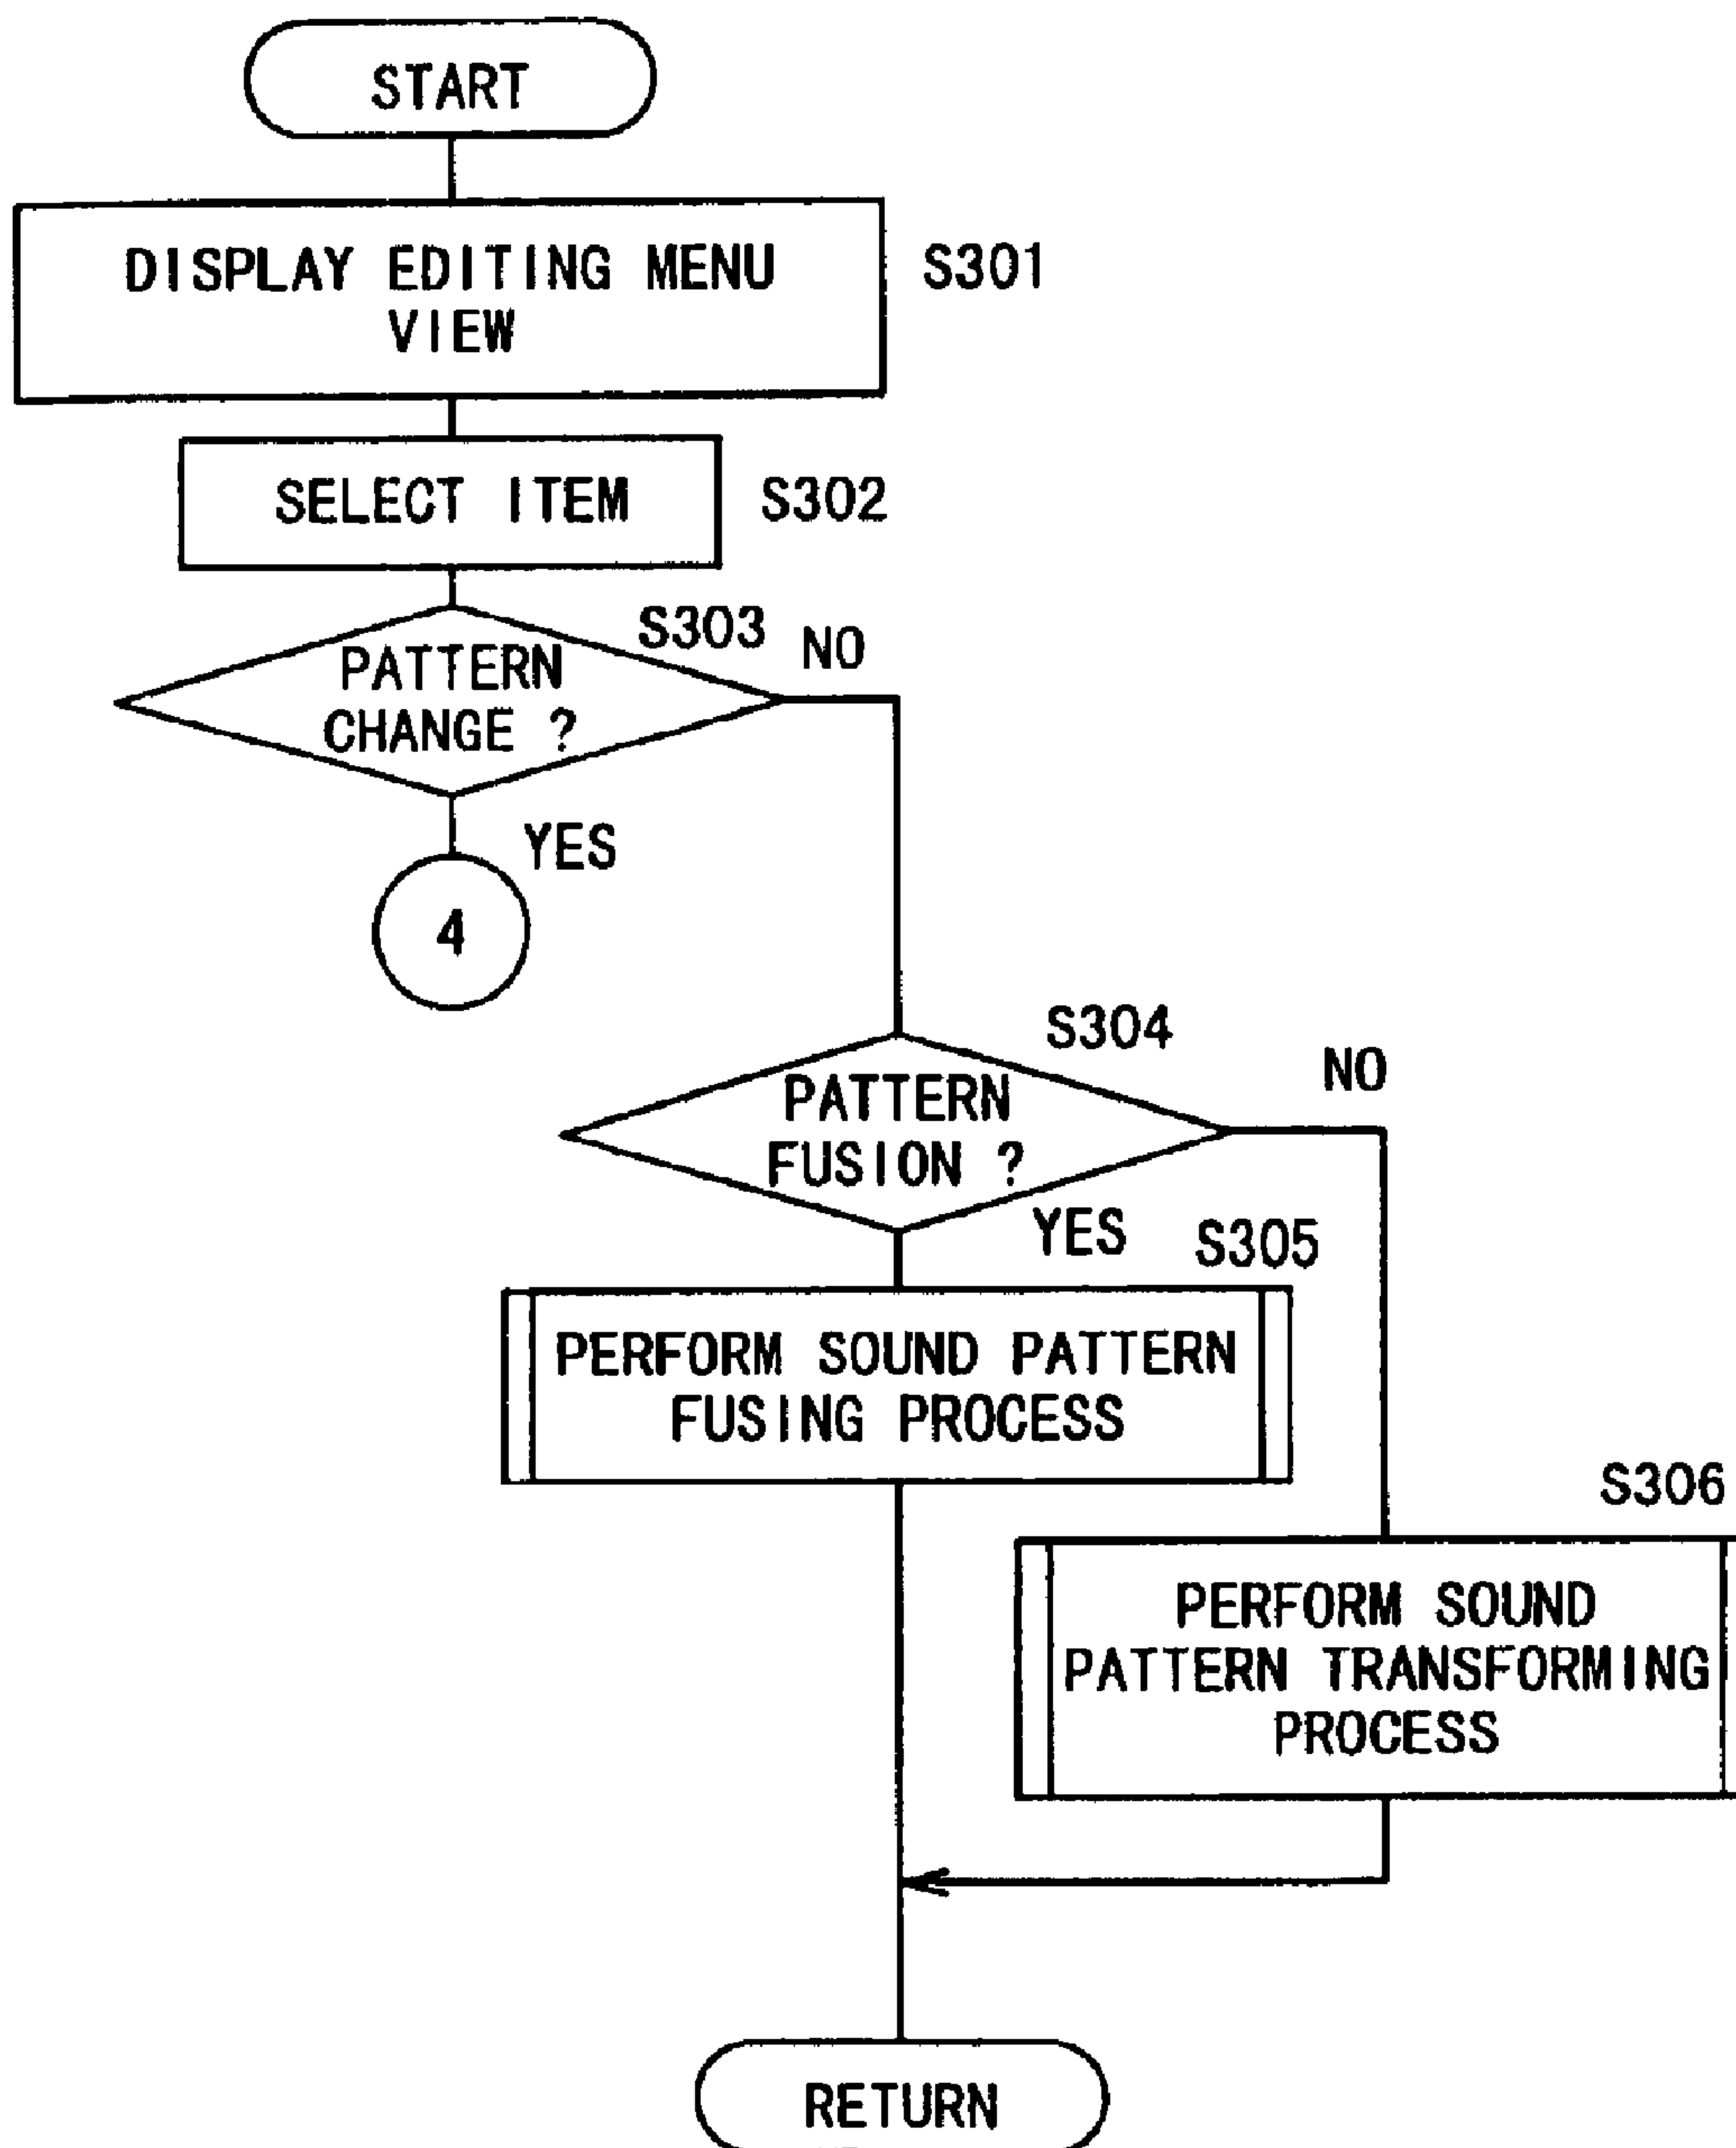 START
DISPLAY EDITING MENU
VIEW
S301
SELECT ITEM
S302
S303
NO
PATTERN
CHANGE ?
YES
4
S304
NO
PATTERN
FUSION ?
YES
S305
PERFORM SOUND PATTERN
FUSING PROCESS
S306
PERFORM SOUND
PATTERN TRANSFORMING
PROCESS
RETURN